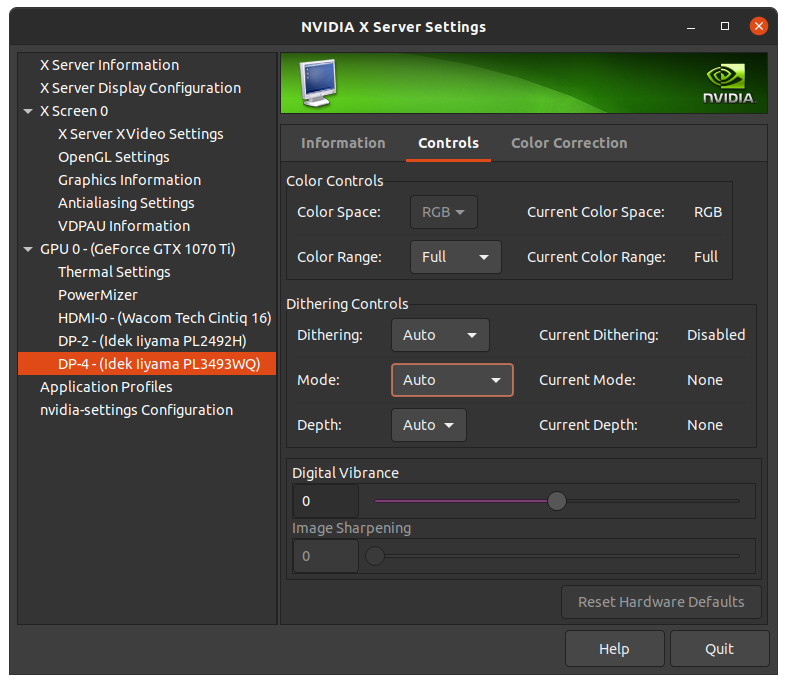 NVIDIA X Server Settings
X Server Information
X Server Display Configuration
X Screen 0
X Server XVideo Settings
OpenGL Settings
Graphics Information
Antialiasing Settings
VDPAU Information
GPU 0 - (GeForce GTX 1070 Ti)
Thermal Settings
PowerMizer
HDMI-0 - (Wacom Tech Cintiq 16)
DP-2 - (Idek Iiyama PL2492H)
DP-4 - (Idek Iiyama PL3493WQ)
Application Profiles
nvidia-settings Configuration
NVIDIA.
Information Controls Color Correction
Color Controls
Color Space: RGB Current Color Space: RGB
Color Range: Full Current Color Range: Full
Dithering Controls
Dithering: Auto Current Dithering: Disabled
Mode: Auto Current Mode: None
Depth: Auto Current Depth: None
Digital Vibrance
0
Image Sharpening
0
Reset Hardware Defaults
Help Quit